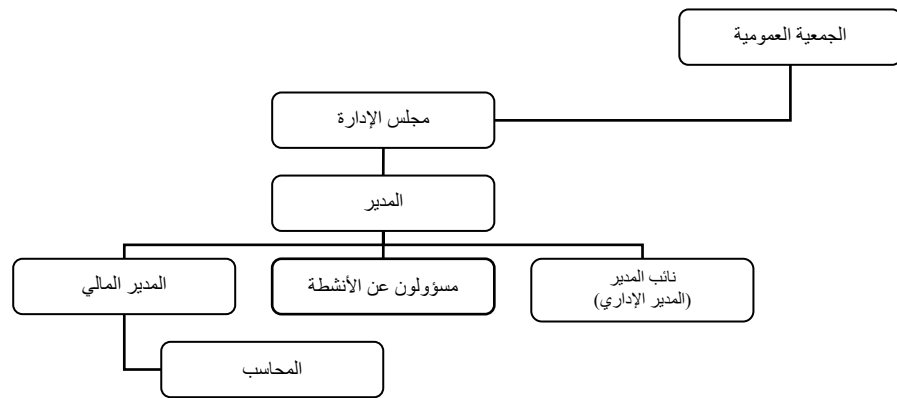 الجمعية العمومية
مجلس الإدارة
المدير
نائب المدير
(المدير الإداري)
مسؤولون عن الأنشطة
المدير المالي
المحاسب